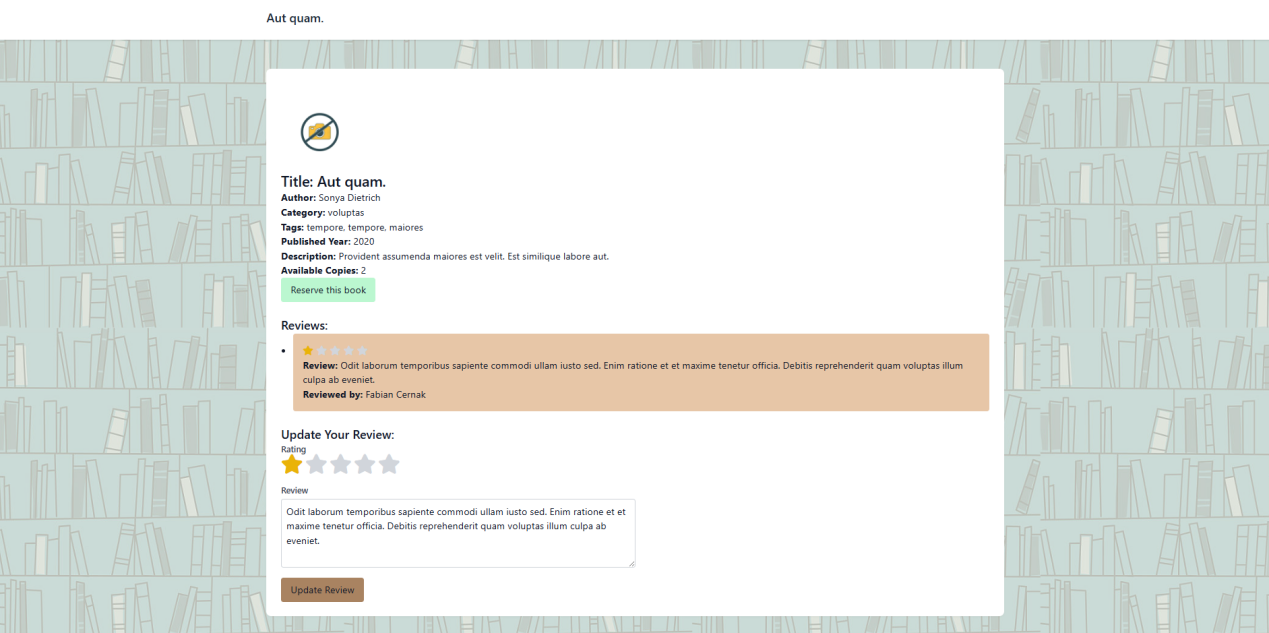 Aut quam.
Title: Aut quam.
Author: Sonya Dietrich
Category: voluptas
Tags: tempore, tempore, maiores
Published Year: 2020
Description: Provident assumenda maiores est velit. Est similique labore aut.
Available Copies: 2
Reserve this book
Reviews:
Review: Odit laborum temporibus sapiente commodi ullam iusto sed. Enim ratione et et maxime tenetur officia. Debitis reprehenderit quam voluptas illum
culpa ab eveniet.
Reviewed by: Fabian Cernak
Update Your Review:
Rating
Review
Odit laborum temporibus sapiente commodi ullam iusto sed. Enim ratione et et
maxime tenetur officia. Debitis reprehenderit quam voluptas illum culpa ab
eveniet.
Update Review